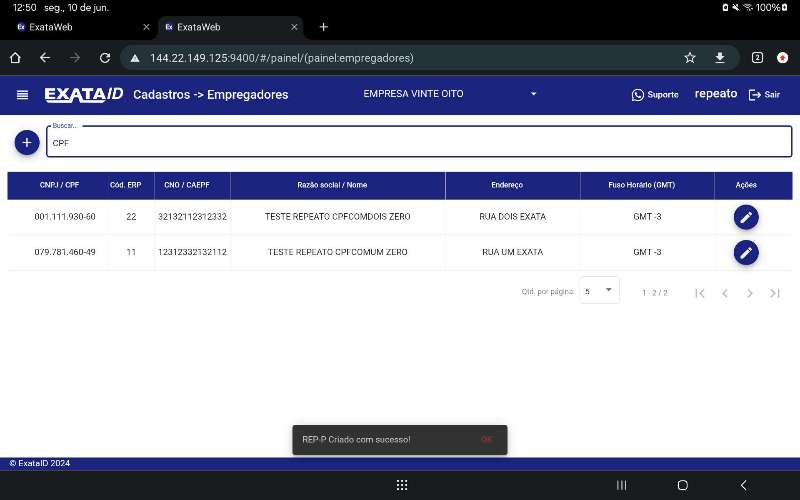 12:50 seg., 10 de jun.
100%
ExataWeb
ExataWeb
144.22.149.125:9400/#/painel/(painel:empregadores)
2
EXATAID
Cadastros -> Empregadores
EMPRESA VINTE OITO
Suporte
repeato
Sair
Buscar...
CPF
CNPJ / CPF Cód. ERP CNO / CAEPF Razão social / Nome Endereço Fuso Horário (GMT) Ações
001.111.930-60 22 32132112312332 TESTE REPEATO CPFCOMDOIS ZERO RUA DOIS EXATA GMT -3
079.781.460-49 11 12312332132112 TESTE REPEATO CPFCOMUM ZERO RUA UM EXATA GMT -3
Qtd. por página: 5 1 - 2 / 2
REP-P Criado com sucesso! OK
© ExataID 2024